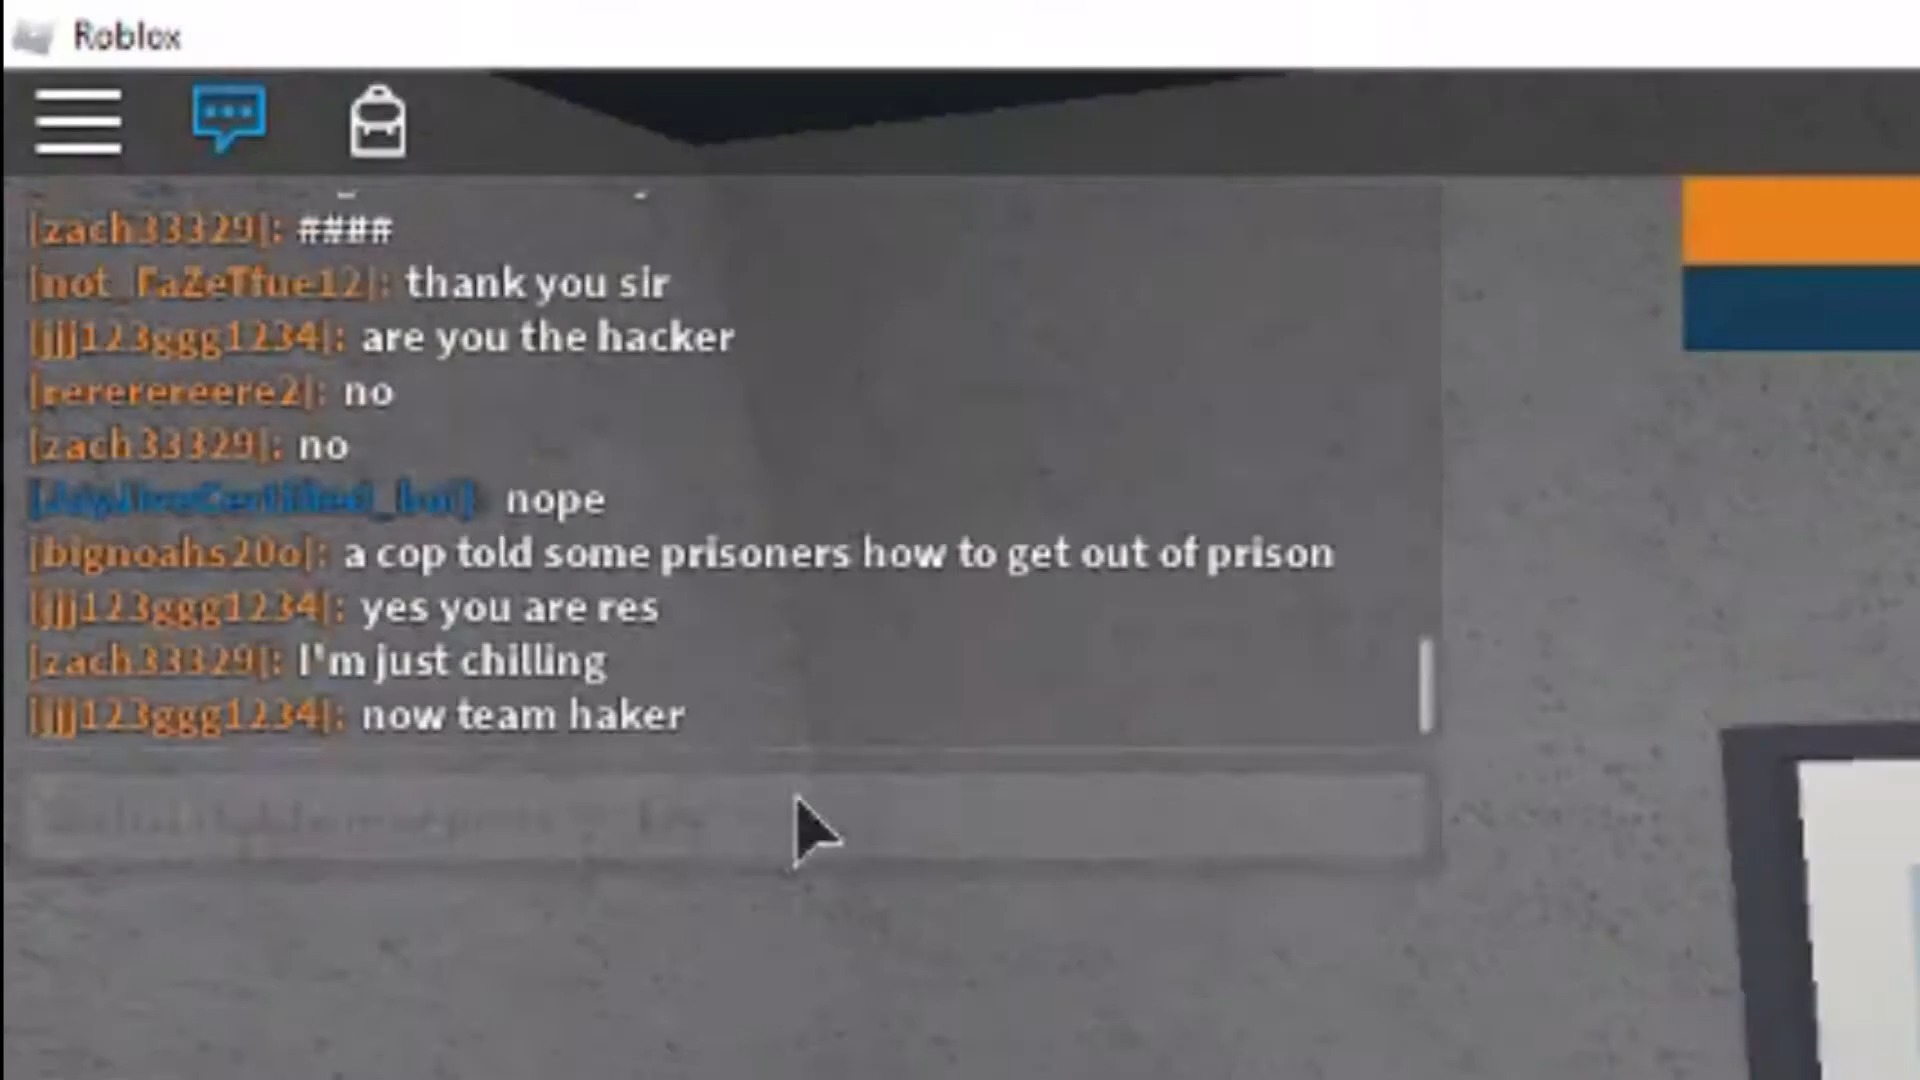 Roblox
[zach33329]: ####
[not_FaZeTfue12]: thank you sir
[jjj123ggg1234]: are you the hacker
[rererereere2]: no
[zach33329]: no
nope
[bignoahs20o]: a cop told some prisoners how to get out of prison
[jjj123ggg1234]: yes you are res
[zach33329]: I'm just chilling
[jjj123ggg1234]: now team haker